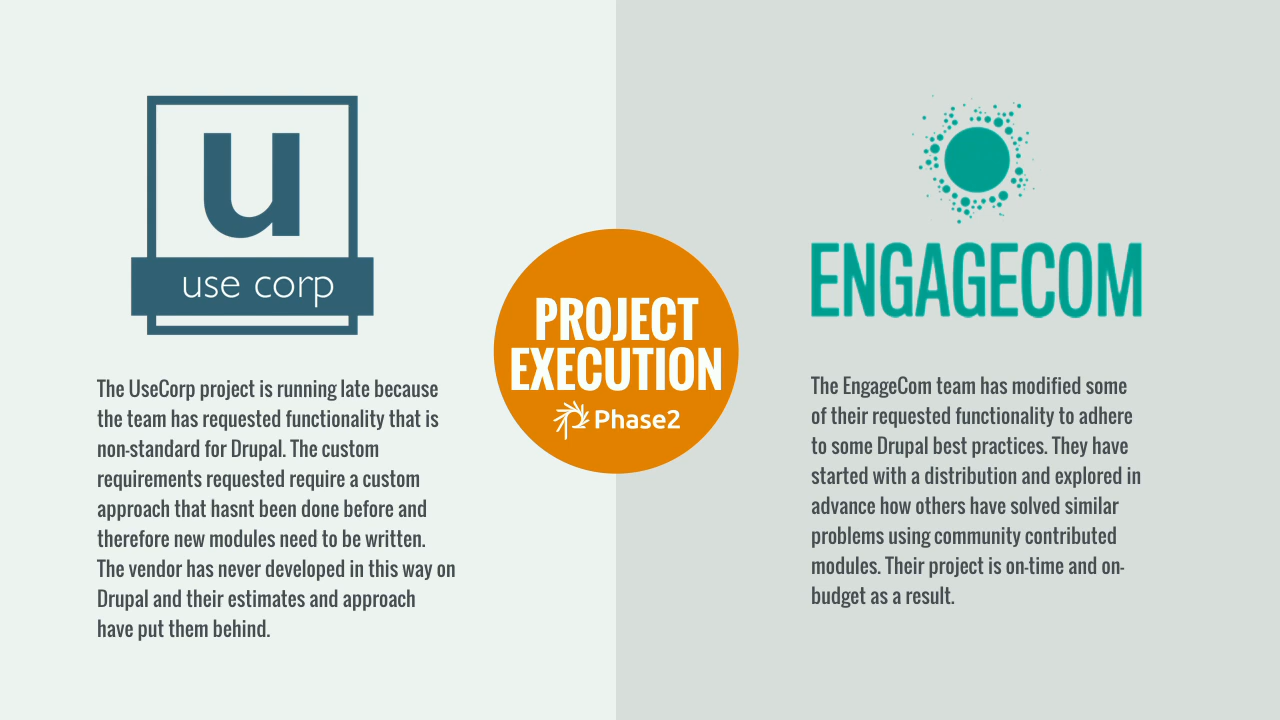 u
use corp
The UseCorp project is running late because
the team has requested functionality that is
non-standard for Drupal. The custom
requirements requested require a custom
approach that hasnt been done before and
therefore new modules need to be written.
The vendor has never developed in this way on
Drupal and their estimates and approach
have put them behind.
PROJECT
EXECUTION
Phase2
ENGAGECOM
The EngageCom team has modified some
of their requested functionality to adhere
to some Drupal best practices. They have
started with a distribution and explored in
advance how others have solved similar
problems using community contributed
modules. Their project is on-time and on-
budget as a result.